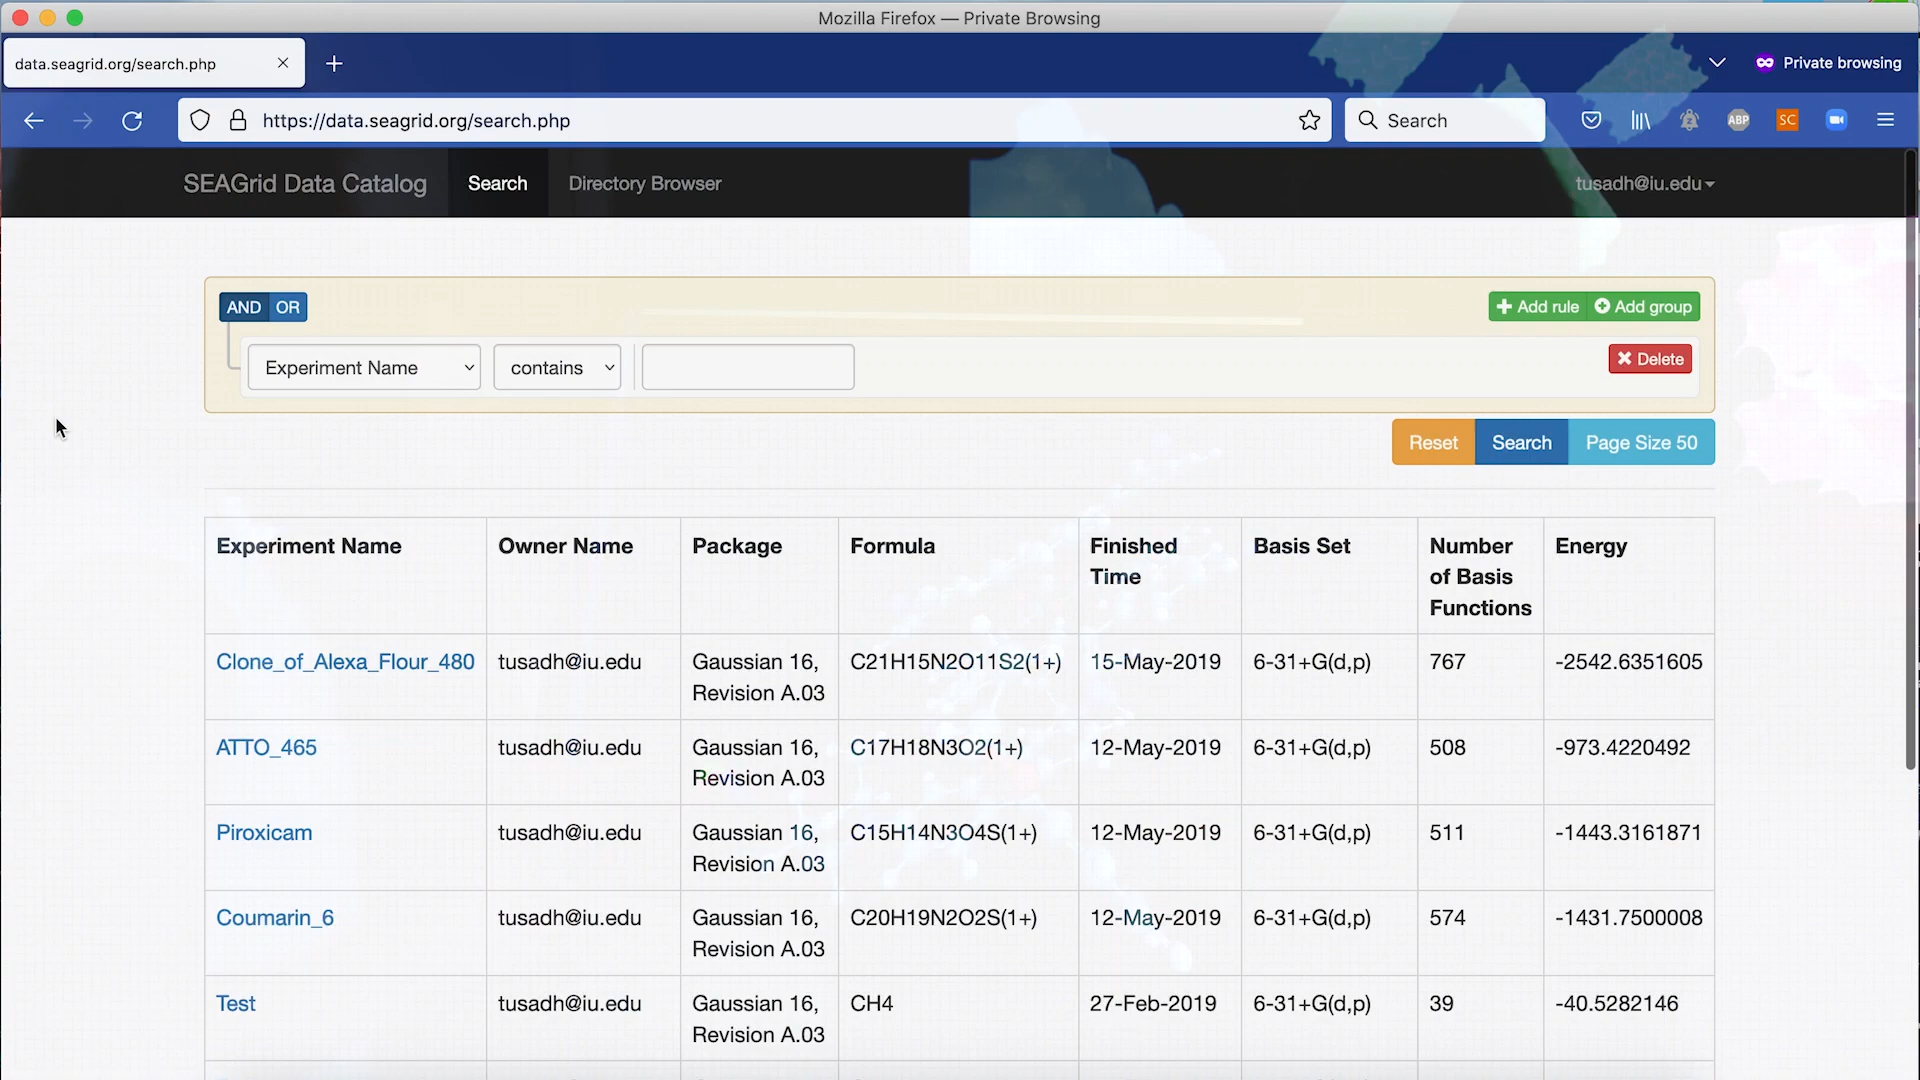 Mozilla Firefox — Private Browsing
data.seagrid.org/search.php
Private browsing
https://data.seagrid.org/search.php
Search
ABP
SC
SEAGrid Data Catalog
Search
Directory Browser
tusadh@iu.edu
AND OR
Add rule
Add group
Experiment Name
contains
Delete
Reset
Search
Page Size 50
Experiment Name
Owner Name
Package
Formula
Finished
Time
Basis Set
Number
of Basis
Functions
Energy
Clone_of_Alexa_Flour_480
tusadh@iu.edu
Gaussian 16,
Revision A.03
C21H15N2O11S2(1+)
15-May-2019
6-31+G(d,p)
767
-2542.6351605
ATTO_465
tusadh@iu.edu
Gaussian 16,
Revision A.03
C17H18N3O2(1+)
12-May-2019
6-31+G(d,p)
508
-973.4220492
Piroxicam
tusadh@iu.edu
Gaussian 16,
Revision A.03
C15H14N3O4S(1+)
12-May-2019
6-31+G(d,p)
511
-1443.3161871
Coumarin_6
tusadh@iu.edu
Gaussian 16,
Revision A.03
C20H19N2O2S(1+)
12-May-2019
6-31+G(d,p)
574
-1431.7500008
Test
tusadh@iu.edu
Gaussian 16,
Revision A.03
CH4
27-Feb-2019
6-31+G(d,p)
39
-40.5282146